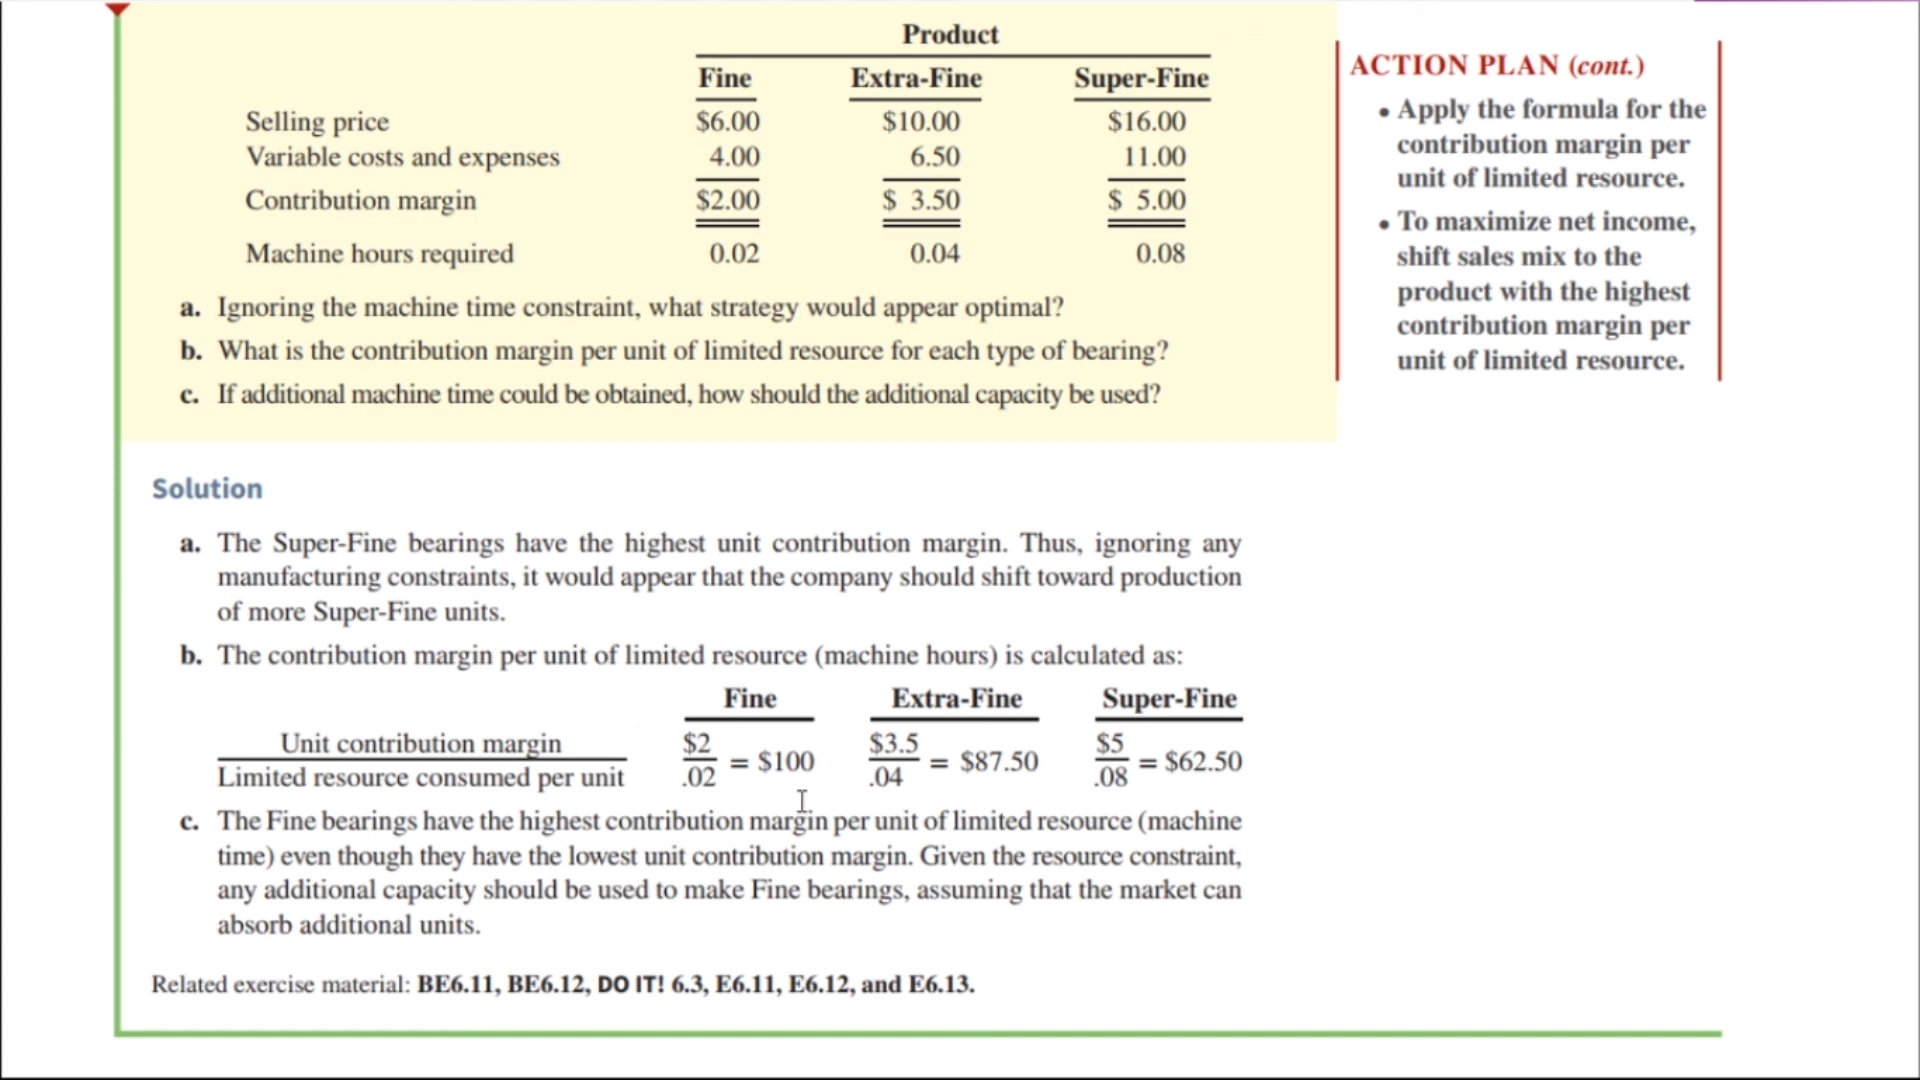 Product
Fine Extra-Fine Super-Fine
Selling price $6.00 $10.00 $16.00
Variable costs and expenses 4.00 6.50 11.00
Contribution margin $2.00 $ 3.50 $ 5.00
Machine hours required 0.02 0.04 0.08
a. Ignoring the machine time constraint, what strategy would appear optimal?
b. What is the contribution margin per unit of limited resource for each type of bearing?
c. If additional machine time could be obtained, how should the additional capacity be used?
ACTION PLAN (cont.)
• Apply the formula for the
contribution margin per
unit of limited resource.
• To maximize net income,
shift sales mix to the
product with the highest
contribution margin per
unit of limited resource.
Solution
a. The Super-Fine bearings have the highest unit contribution margin. Thus, ignoring any
manufacturing constraints, it would appear that the company should shift toward production
of more Super-Fine units.
b. The contribution margin per unit of limited resource (machine hours) is calculated as:
Fine Extra-Fine Super-Fine
Unit contribution margin $2 $3.5 $5
= $100 = $87.50 = $62.50
Limited resource consumed per unit .02 .04 .08
c. The Fine bearings have the highest contribution margin per unit of limited resource (machine
time) even though they have the lowest unit contribution margin. Given the resource constraint,
any additional capacity should be used to make Fine bearings, assuming that the market can
absorb additional units.
Related exercise material: BE6.11, BE6.12, DO IT! 6.3, E6.11, E6.12, and E6.13.